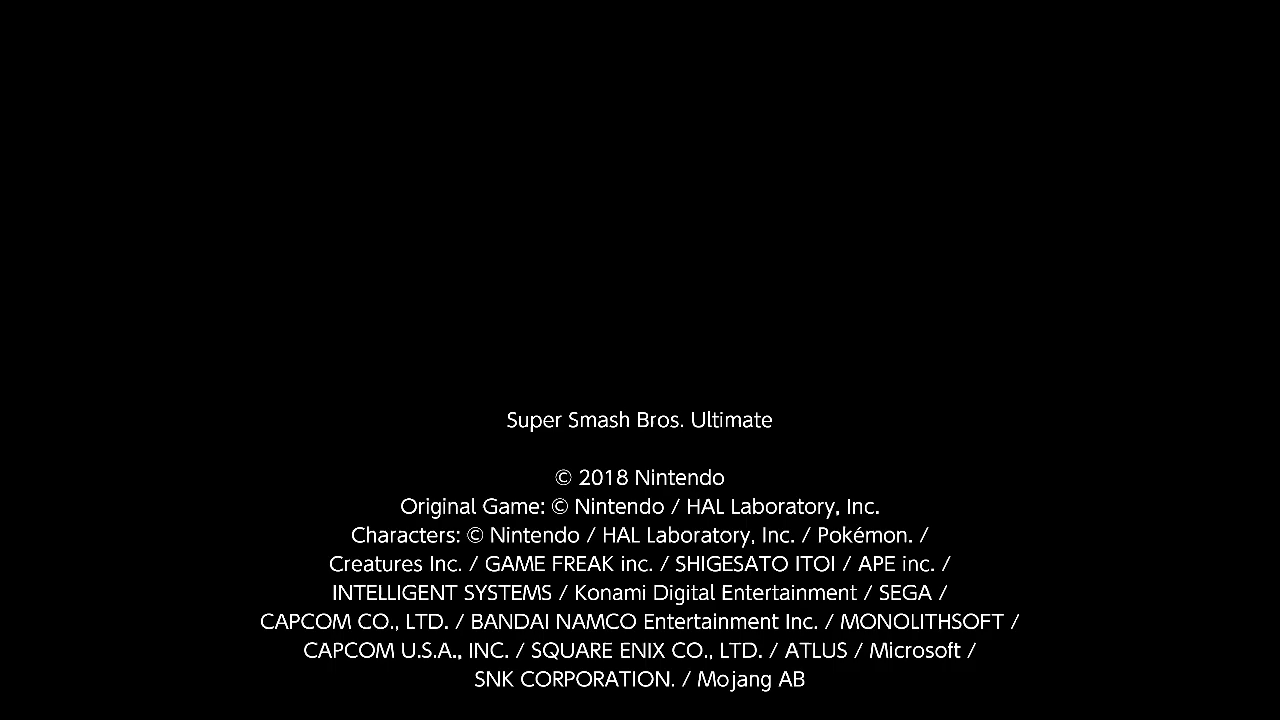 Super Smash Bros. Ultimate
© 2018 Nintendo
Original Game: © Nintendo / HAL Laboratory, Inc.
Characters: © Nintendo / HAL Laboratory, Inc. / Pokémon. /
Creatures Inc. / GAME FREAK inc. / SHIGESATO ITOI / APE inc. /
INTELLIGENT SYSTEMS / Konami Digital Entertainment / SEGA /
CAPCOM CO., LTD. / BANDAI NAMCO Entertainment Inc. / MONOLITHSOFT /
CAPCOM U.S.A., INC. / SQUARE ENIX CO., LTD. / ATLUS / Microsoft /
SNK CORPORATION. / Mojang AB